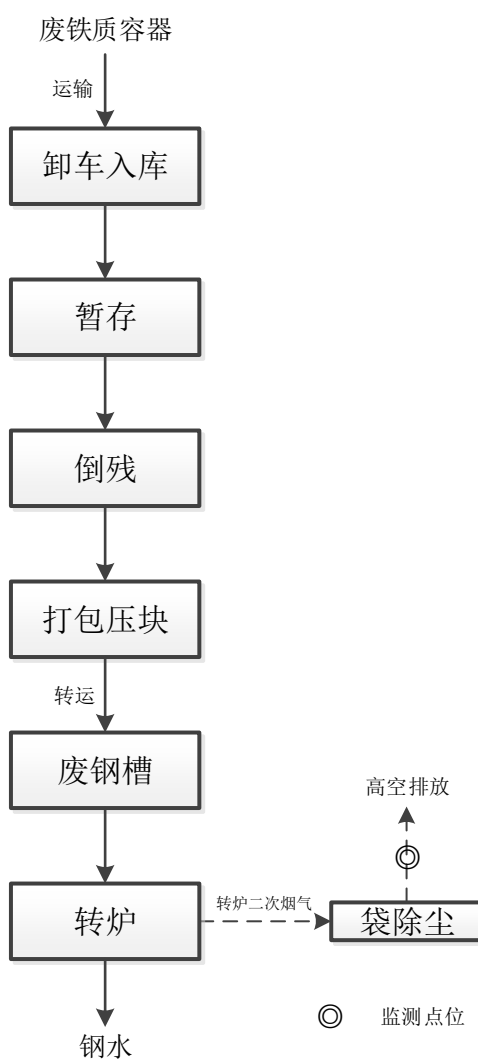 废铁质容器
运输
卸车入库
暂存
倒残
打包压块
转运
废钢槽
高空排放
转炉
转炉二次烟气
袋除尘
监测点位
钢水